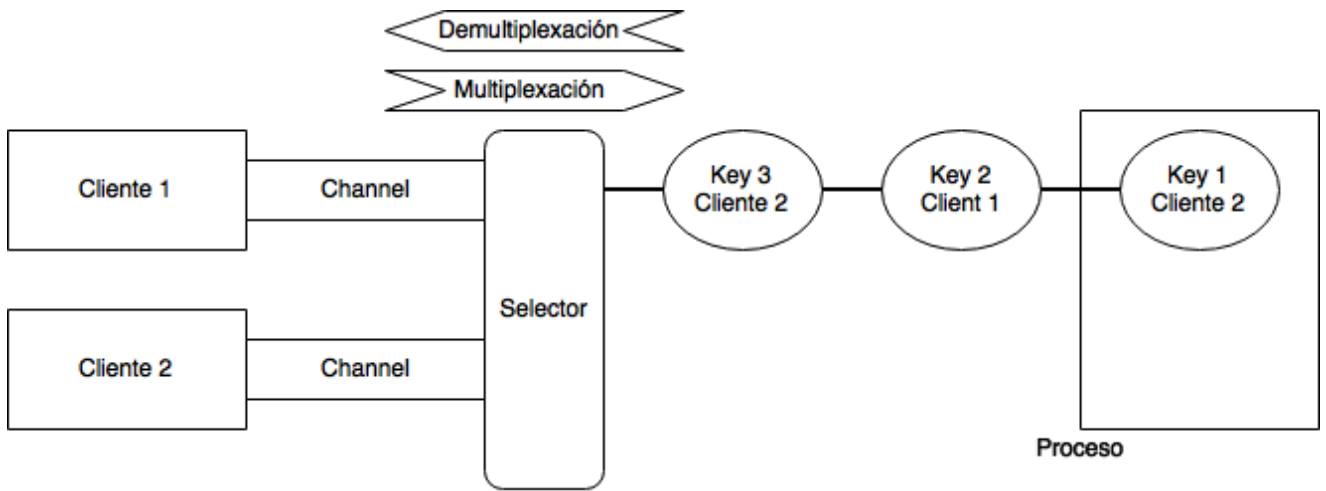 Demultiplexación
Multiplexación
Cliente 1
Channel
Key 3
Cliente 2
Key 2
Client 1
Key 1
Cliente 2
Selector
Cliente 2
Channel
Proceso